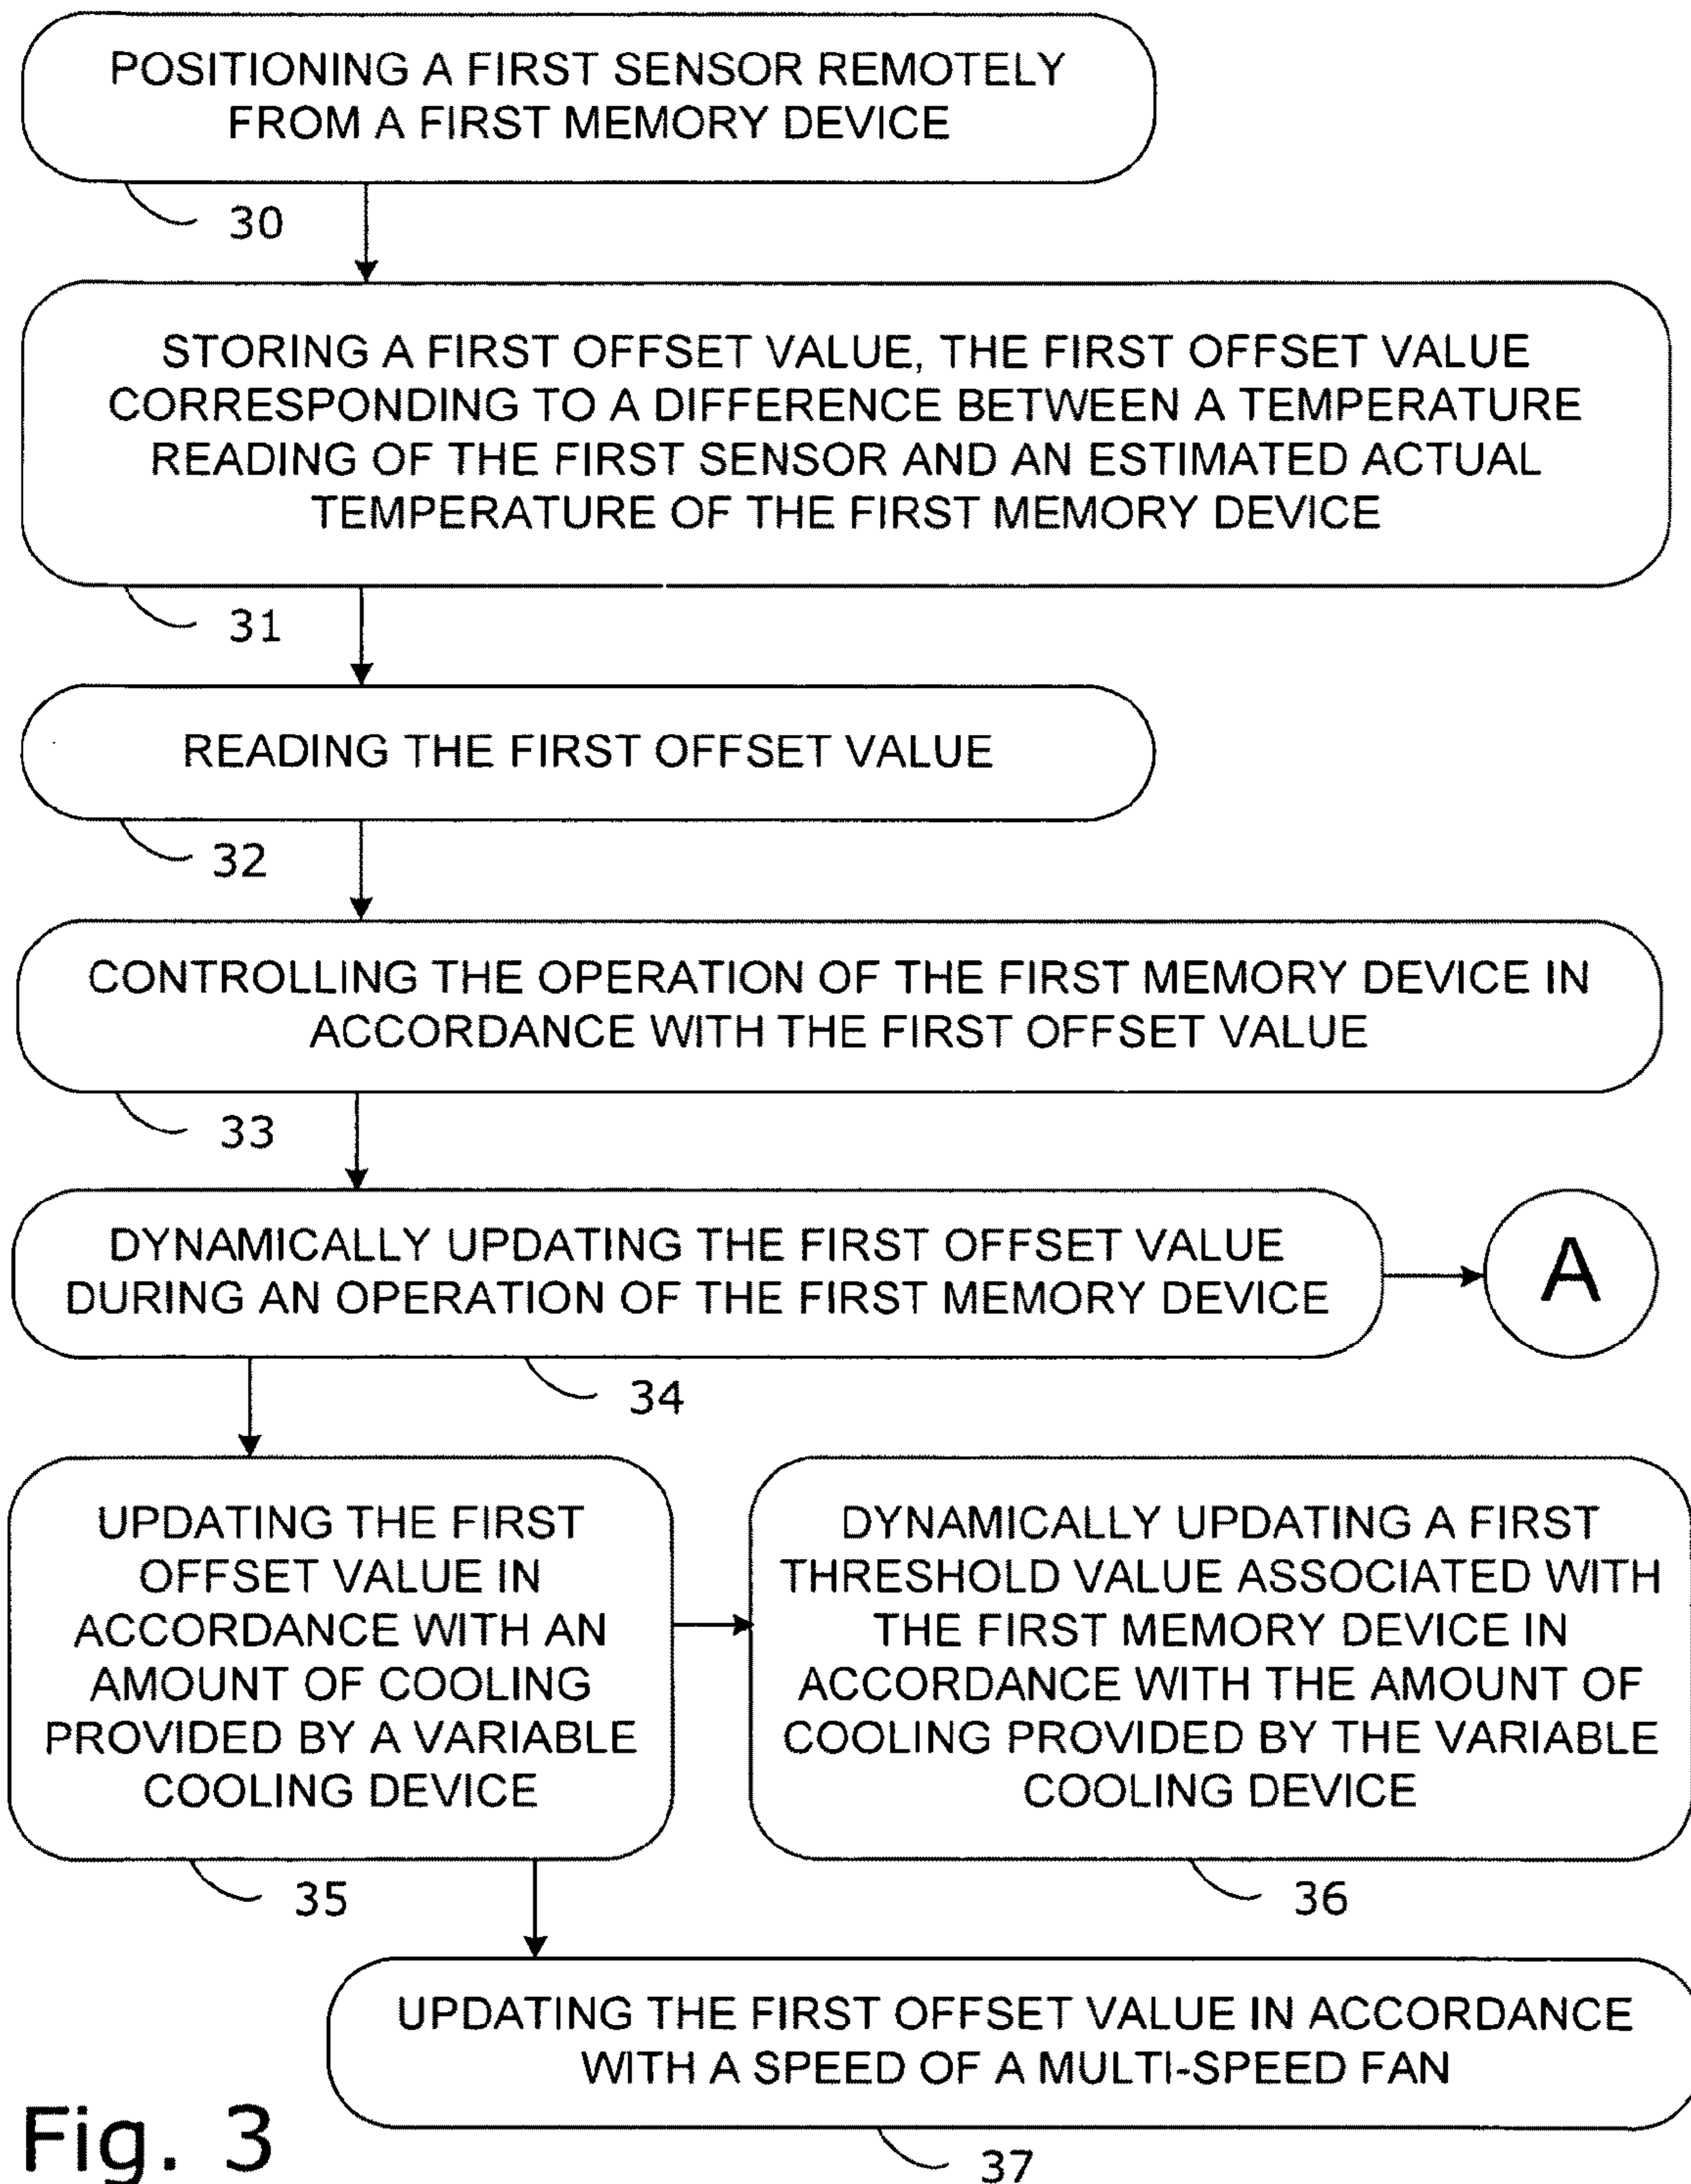 POSITIONING A FIRST SENSOR REMOTELY
FROM A FIRST MEMORY DEVICE
30
STORING A FIRST OFFSET VALUE, THE FIRST OFFSET VALUE
CORRESPONDING TO A DIFFERENCE BETWEEN A TEMPERATURE
READING OF THE FIRST SENSOR AND AN ESTIMATED ACTUAL
TEMPERATURE OF THE FIRST MEMORY DEVICE
31
READING THE FIRST OFFSET VALUE
32
CONTROLLING THE OPERATION OF THE FIRST MEMORY DEVICE IN
ACCORDANCE WITH THE FIRST OFFSET VALUE
33
DYNAMICALLY UPDATING THE FIRST OFFSET VALUE
DURING AN OPERATION OF THE FIRST MEMORY DEVICE
A
34
UPDATING THE FIRST
OFFSET VALUE IN
ACCORDANCE WITH AN
AMOUNT OF COOLING
PROVIDED BY A VARIABLE
COOLING DEVICE
35
DYNAMICALLY UPDATING A FIRST
THRESHOLD VALUE ASSOCIATED WITH
THE FIRST MEMORY DEVICE IN
ACCORDANCE WITH THE AMOUNT OF
COOLING PROVIDED BY THE VARIABLE
COOLING DEVICE
36
UPDATING THE FIRST OFFSET VALUE IN ACCORDANCE
WITH A SPEED OF A MULTI-SPEED FAN
37
Fig. 3